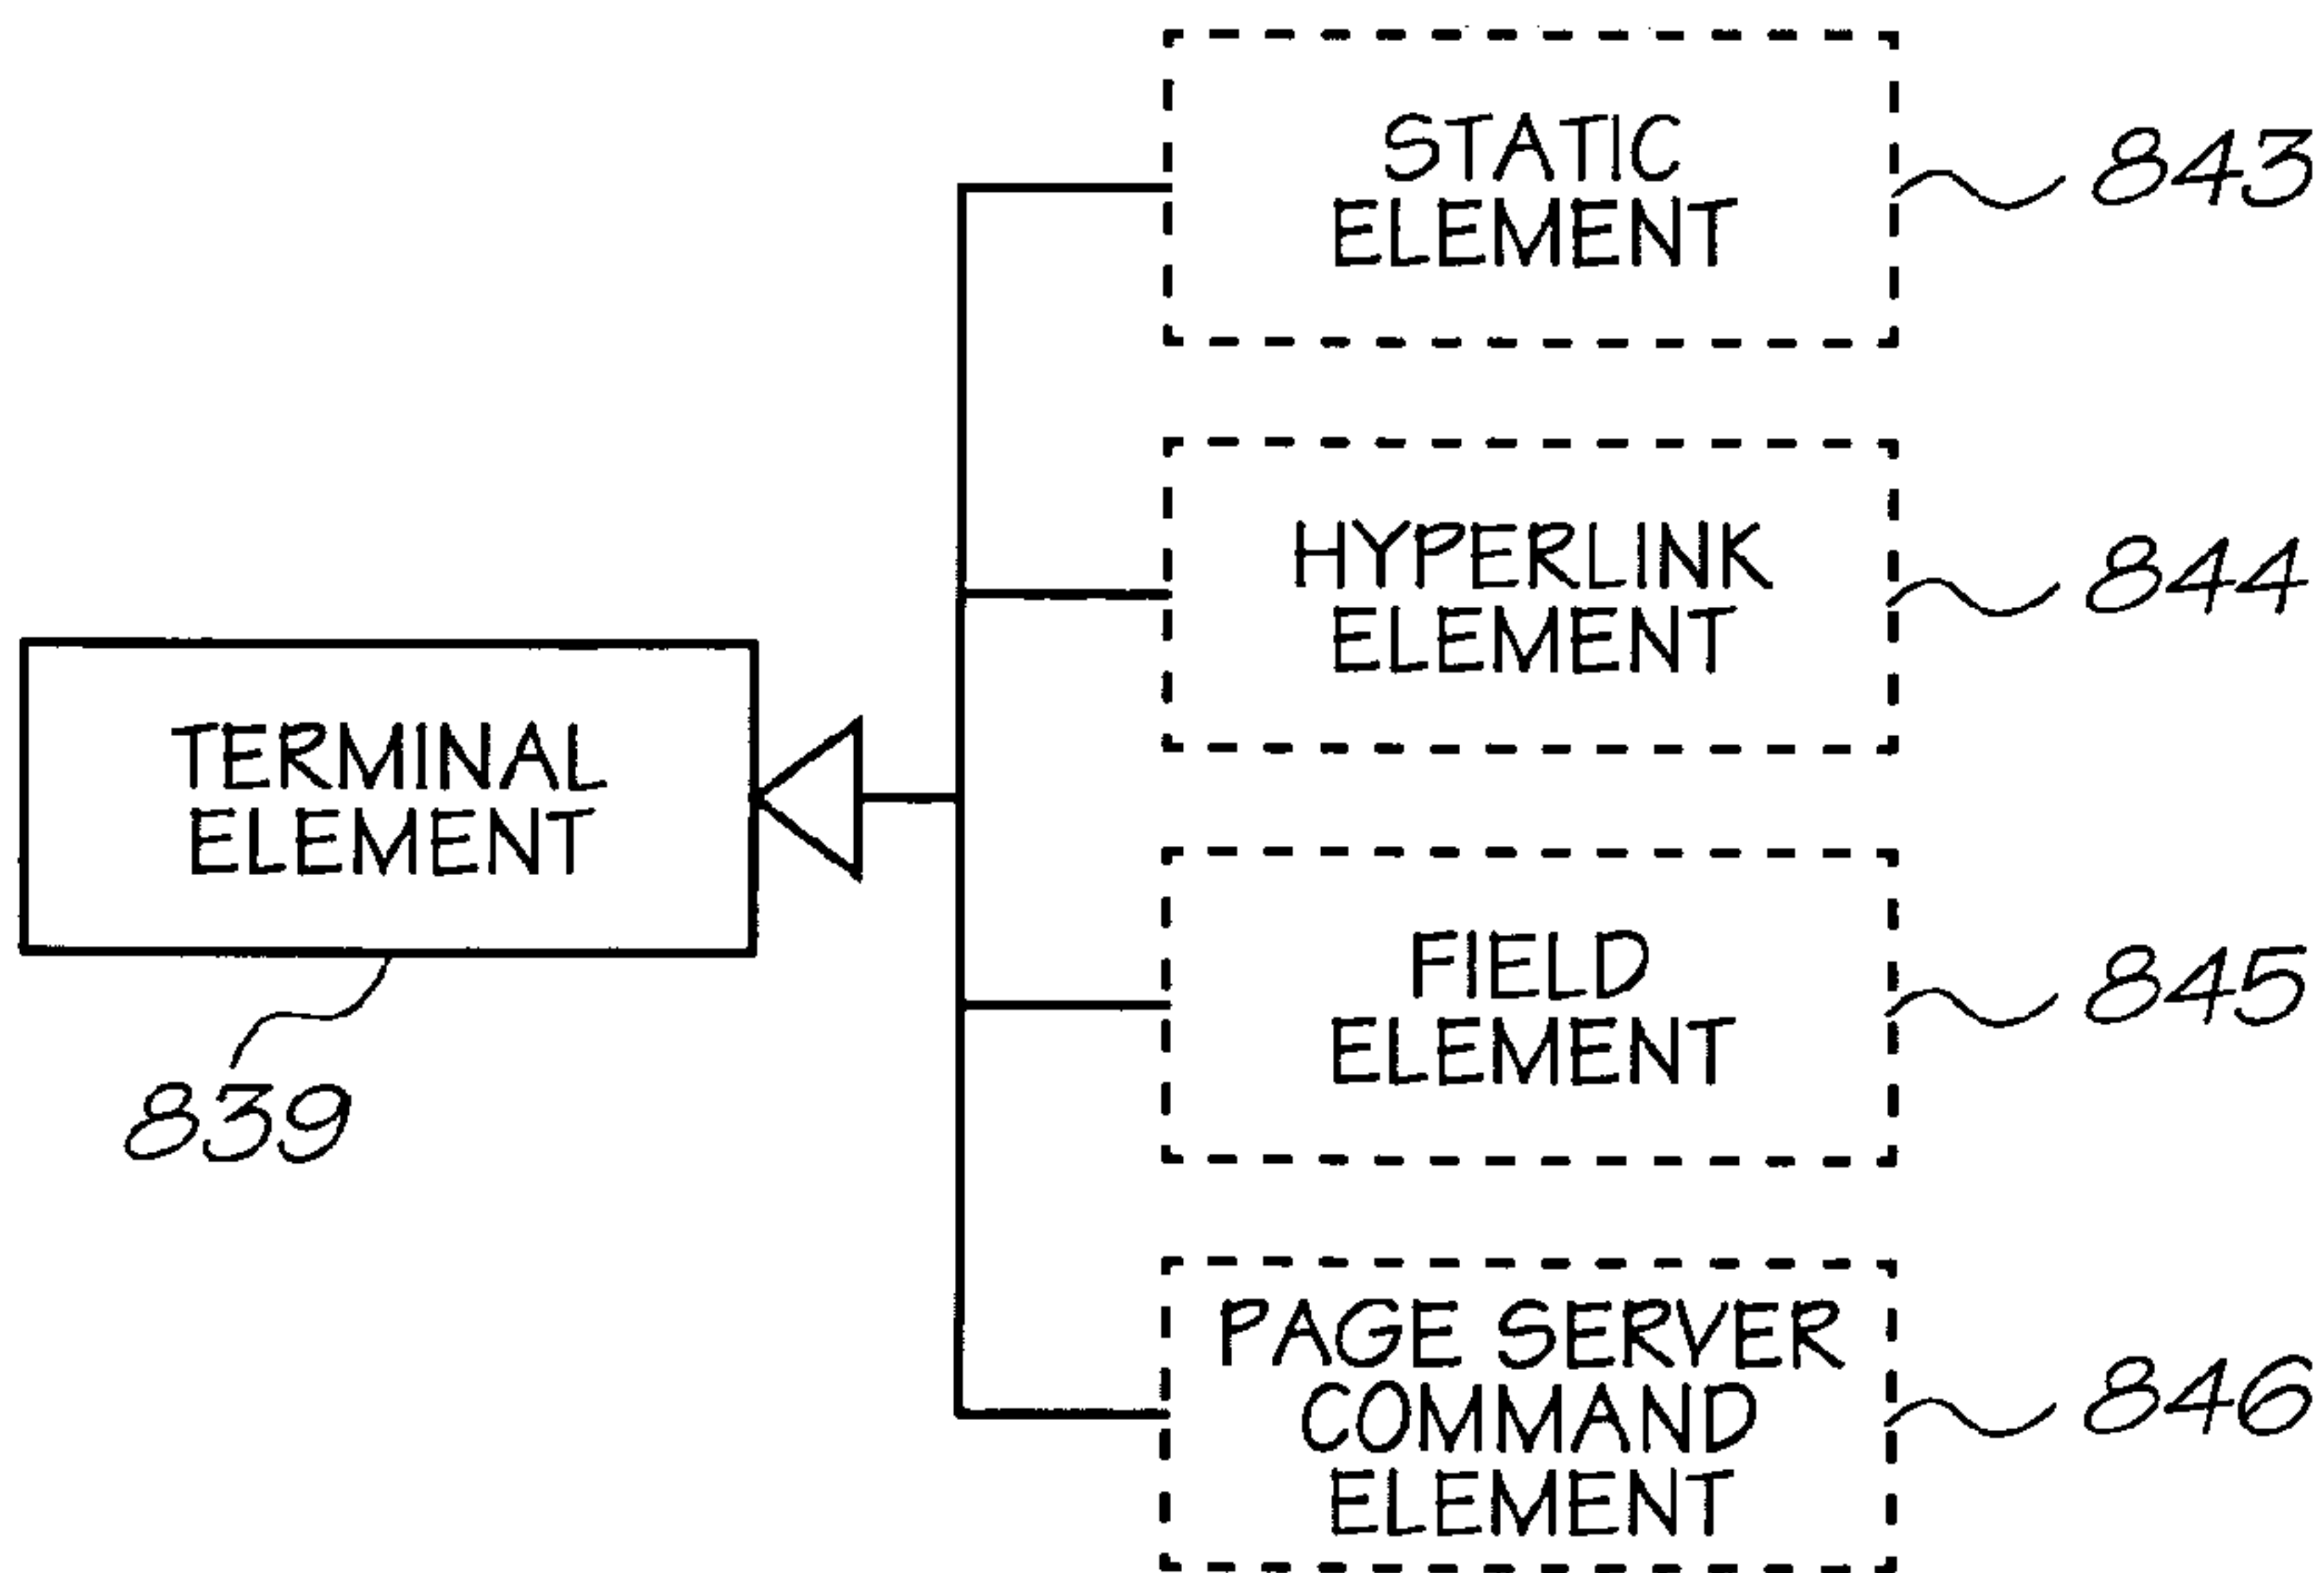 STATIC
ELEMENT
843
HYPERLINK
ELEMENT
844
TERMINAL
ELEMENT
839
FIELD
ELEMENT
845
PAGE SERVER
COMMAND
ELEMENT
846